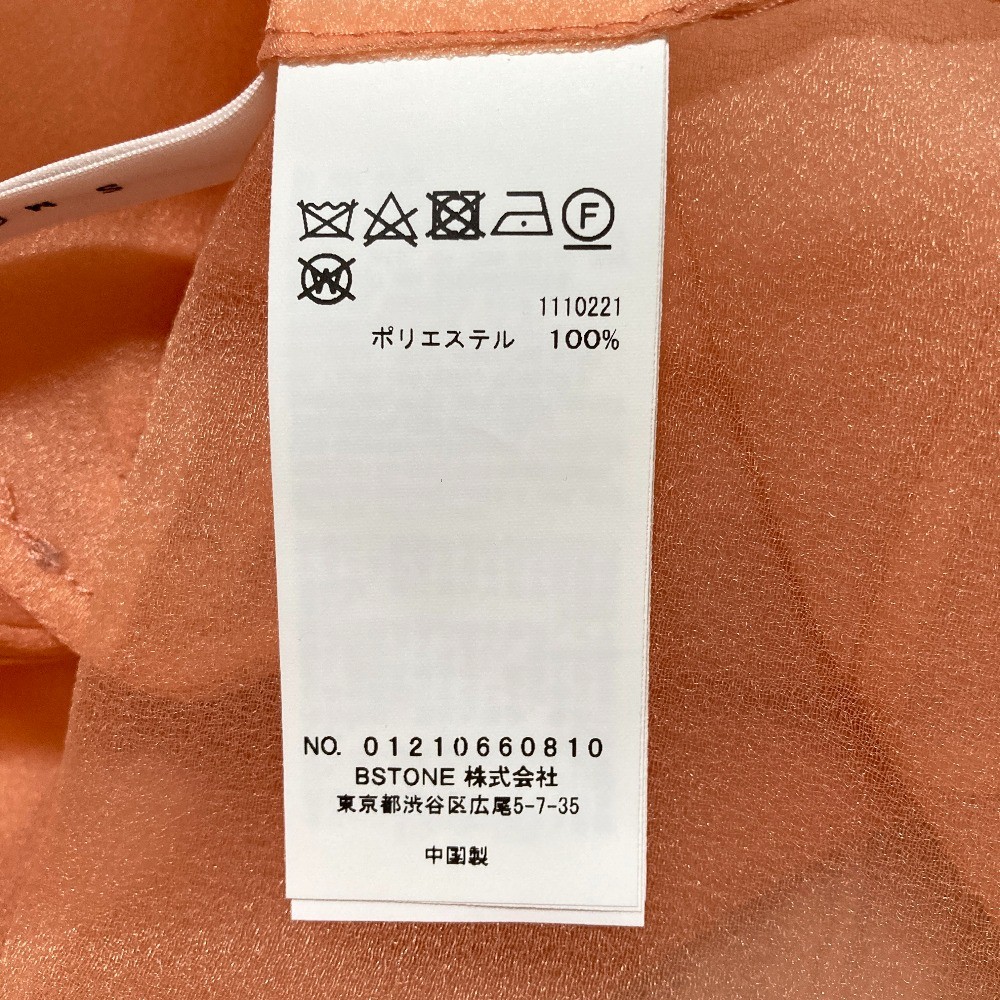 F
W
1110221
ポリエステル 100%
NO. 01210660810
BSTONE 株式会社
東京都渋谷区広尾5-7-35
中国製